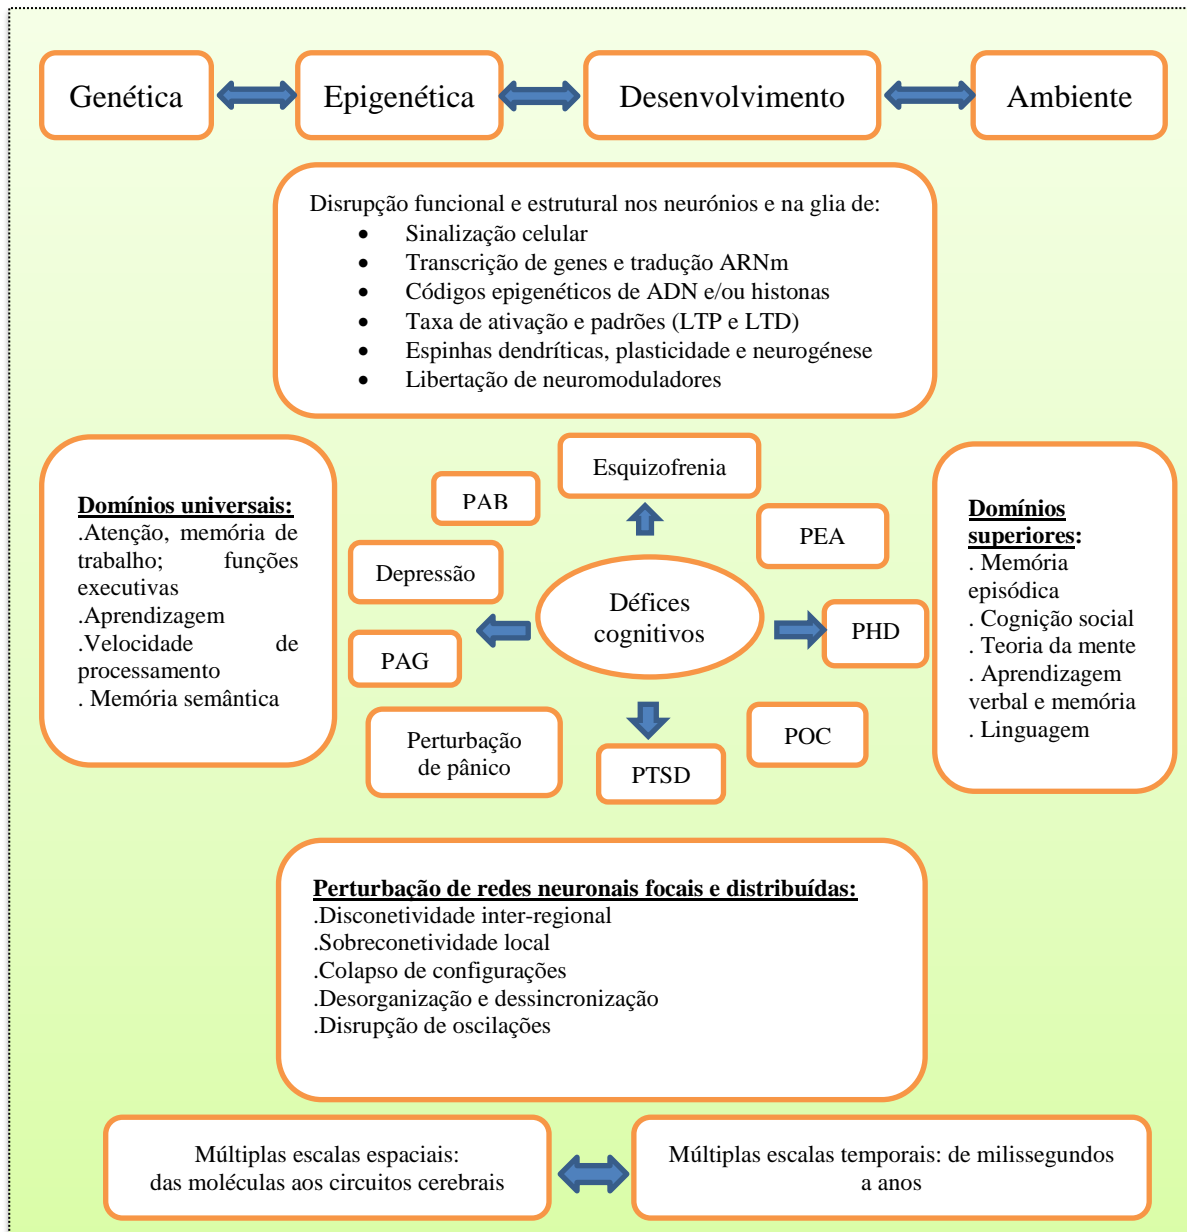 Genética
Epigenética
Desenvolvimento
Ambiente
Disrupção funcional e estrutural nos neurónios e na glia de:
• Sinalização celular
• Transcrição de genes e tradução ARNm
• Códigos epigenéticos de ADN e/ou histonas
• Taxa de ativação e padrões (LTP e LTD)
• Espinhas dendríticas, plasticidade e neurogénese
• Libertação de neuromoduladores
Domínios universais:
.Atenção, memória de
trabalho; funções
executivas
.Aprendizagem
.Velocidade de
processamento
. Memória semântica
Esquizofrenia
PAB
PEA
Depressão
Défices
cognitivos
PHD
PAG
POC
Perturbação
de pânico
PTSD
Domínios
superiores:
. Memória
episódica
. Cognição social
. Teoria da mente
. Aprendizagem
verbal e memória
. Linguagem
Perturbação de redes neuronais focais e distribuídas:
.Disconetividade inter-regional
.Sobreconetividade local
.Colapso de configurações
.Desorganização e dessincronização
.Disrupção de oscilações
Múltiplas escalas espaciais:
das moléculas aos circuitos cerebrais
Múltiplas escalas temporais: de milissegundos
a anos